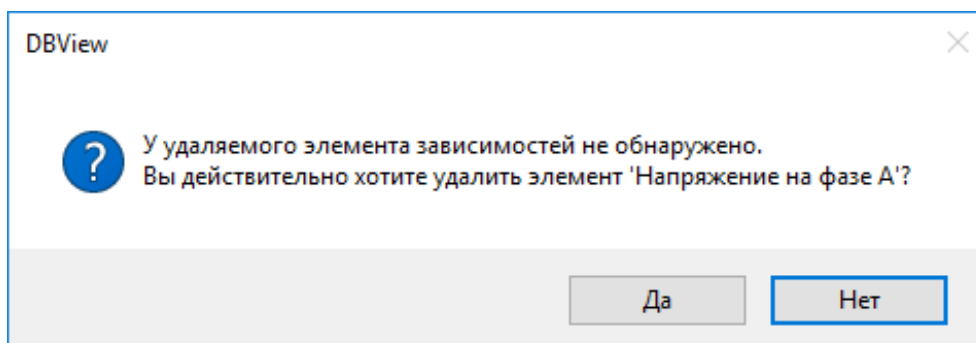 DBView
У удаляемого элемента зависимостей не обнаружено.
Вы действительно хотите удалить элемент 'Напряжение на фазе А'?
Да
Нет